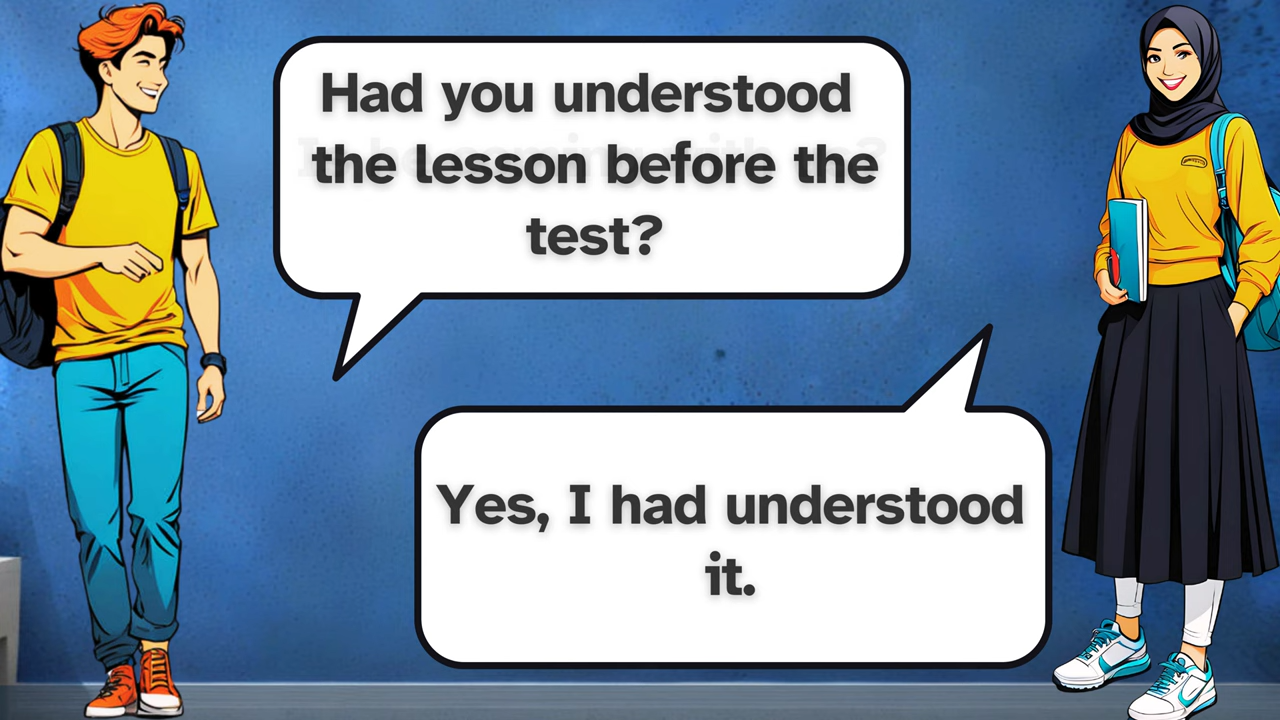 Had you understood
the lesson before the
test?
Yes, I had understood
it.